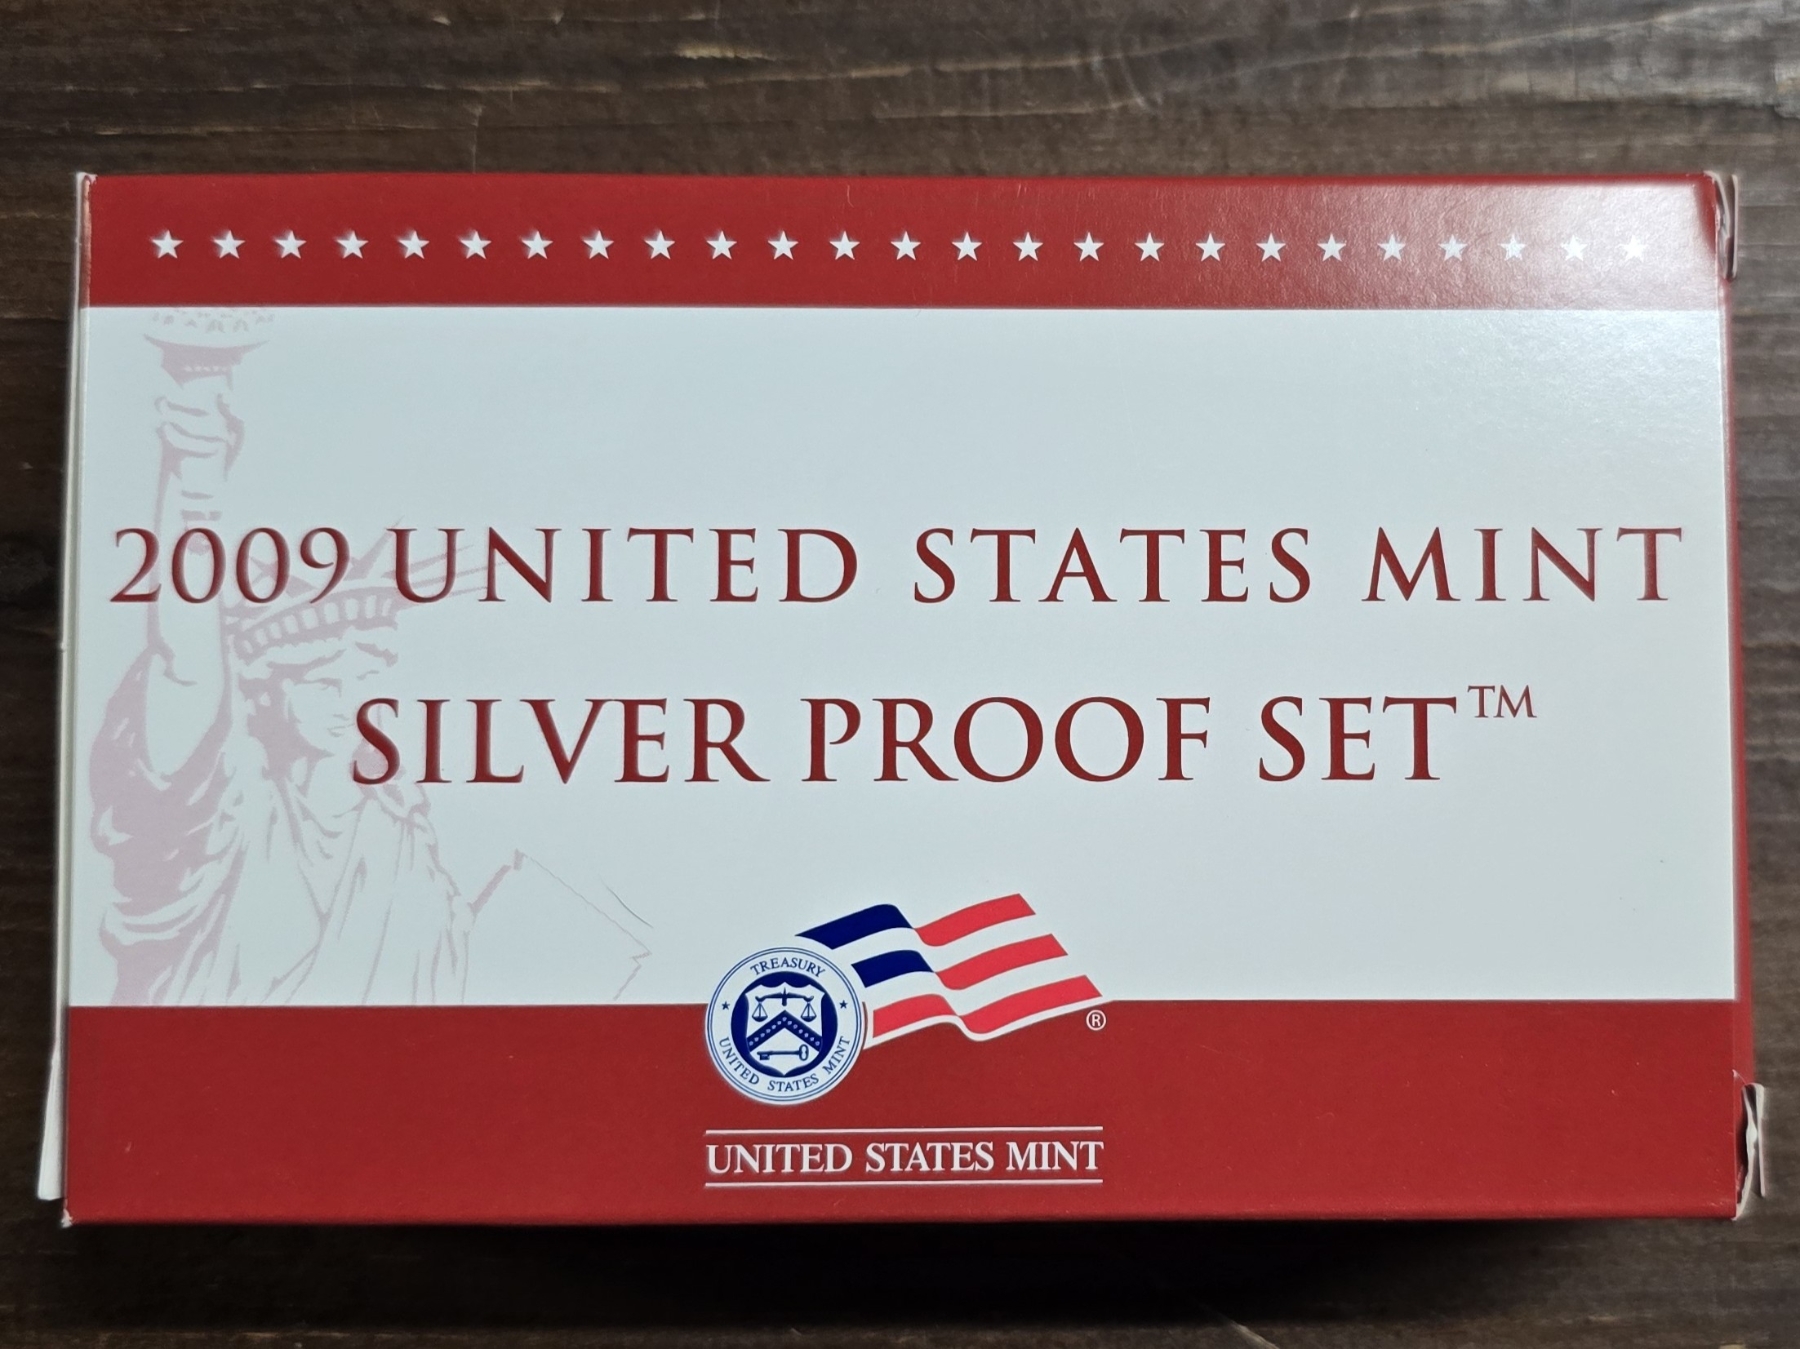 2009 UNITED STATES MINT
SILVER PROOF SET™
TREASURY
UNITED STATES MINT
®
UNITED STATES MINT